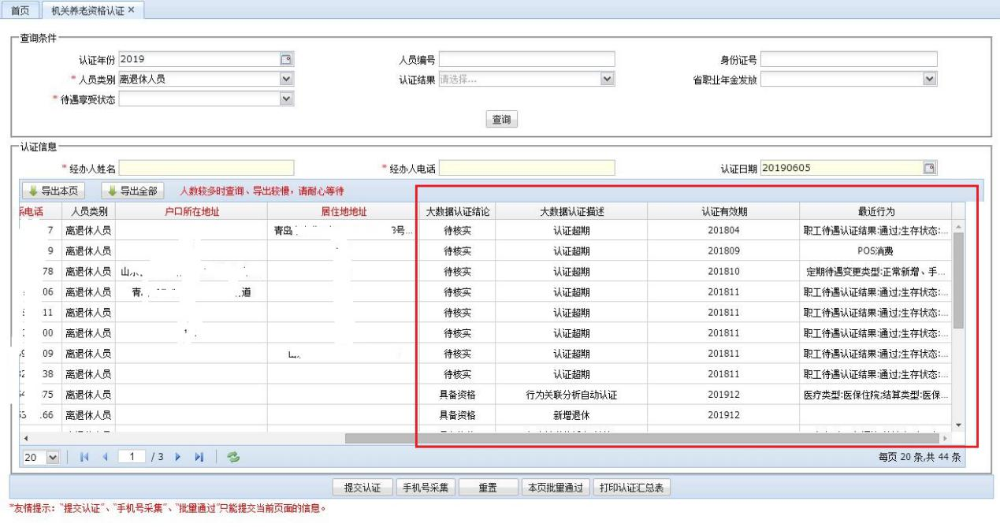 首页 机关养老资格认证 ×
查询条件
认证年份 2019 人员编号 身份证号
* 人员类别 离退休人员 认证结果 请选择... 省职业年金发放
* 待遇享受状态
查询
认证信息
* 经办人姓名 * 经办人电话 认证日期 20190605
导出本页 导出全部 人数较多时查询、导出较慢,请耐心等待
电话 人员类别 户口所在地址 居住地地址 大数据认证结论 大数据认证描述 认证有效期 最近行为
7 离退休人员 青岛 号... 待核实 认证超期 201804 职工待遇认证结果:通过;生存状态:...
9 离退休人员 待核实 认证超期 201809 POS消费
78 离退休人员 待核实 认证超期 201810 定期待遇变更类型:正常新增、手...
06 离退休人员 道 待核实 认证超期 201811 职工待遇认证结果:通过;生存状态:...
11 离退休人员 待核实 认证超期 201811 职工待遇认证结果:通过;生存状态:...
00 离退休人员 待核实 认证超期 201811 职工待遇认证结果:通过;生存状态:...
09 离退休人员 待核实 认证超期 201811 职工待遇认证结果:通过;生存状态:...
38 离退休人员 待核实 认证超期 201811 职工待遇认证结果:通过;生存状态:...
75 离退休人员 具备资格 行为关联分析自动认证 201912 医疗类型:医保住院;结算类型:医保...
66 离退休人员 具备资格 新增退休 201912
20 1 /3 每页 20 条,共 44 条
提交认证 手机号采集 重置 本页批量通过 打印认证汇总表
*友情提示:“提交认证”、“手机号采集”、“批量通过”只能提交当前页面的信息。